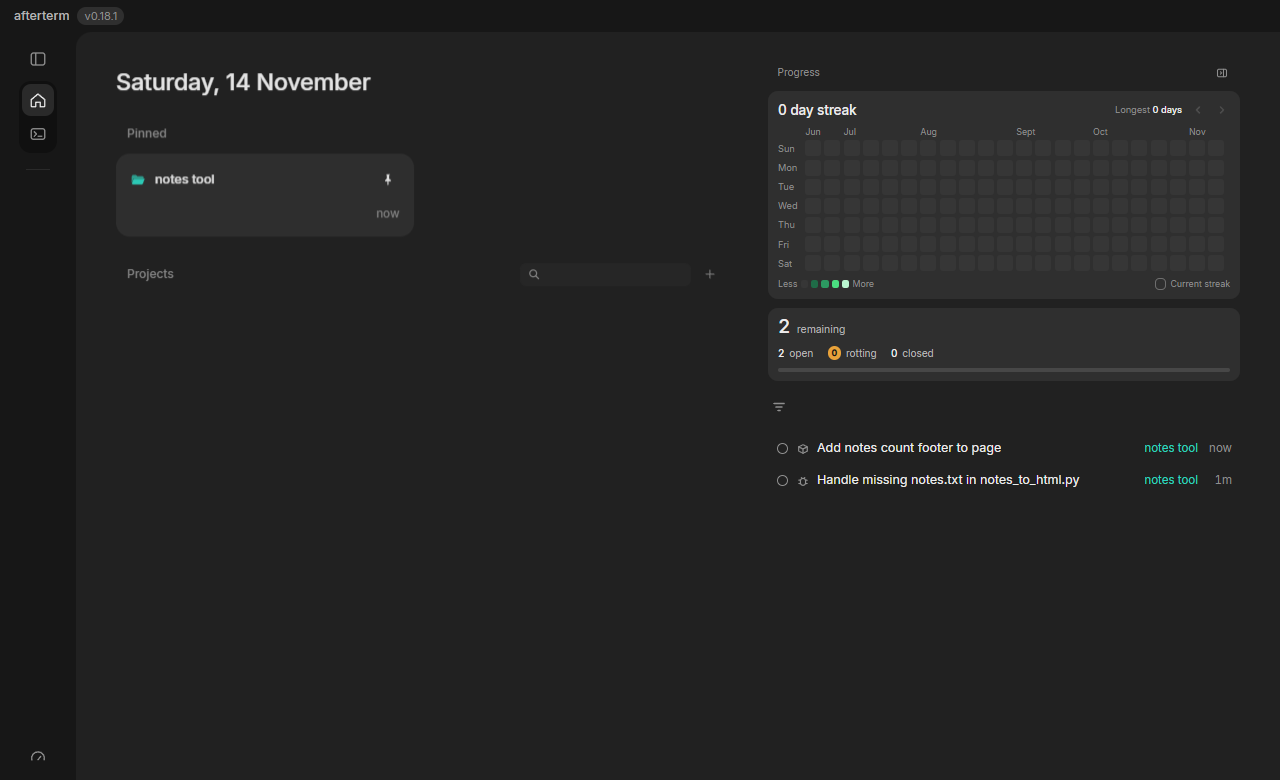 afterterm v0.18.1
Saturday, 14 November
Pinned
notes tool
now
Projects
Progress
0 day streak
Longest 0 days
Jun Jul Aug Sept Oct Nov
Sun
Mon
Tue
Wed
Thu
Fri
Sat
Less More
Current streak
2 remaining
2 open 0 rotting 0 closed
Add notes count footer to page notes tool now
Handle missing notes.txt in notes_to_html.py notes tool 1m